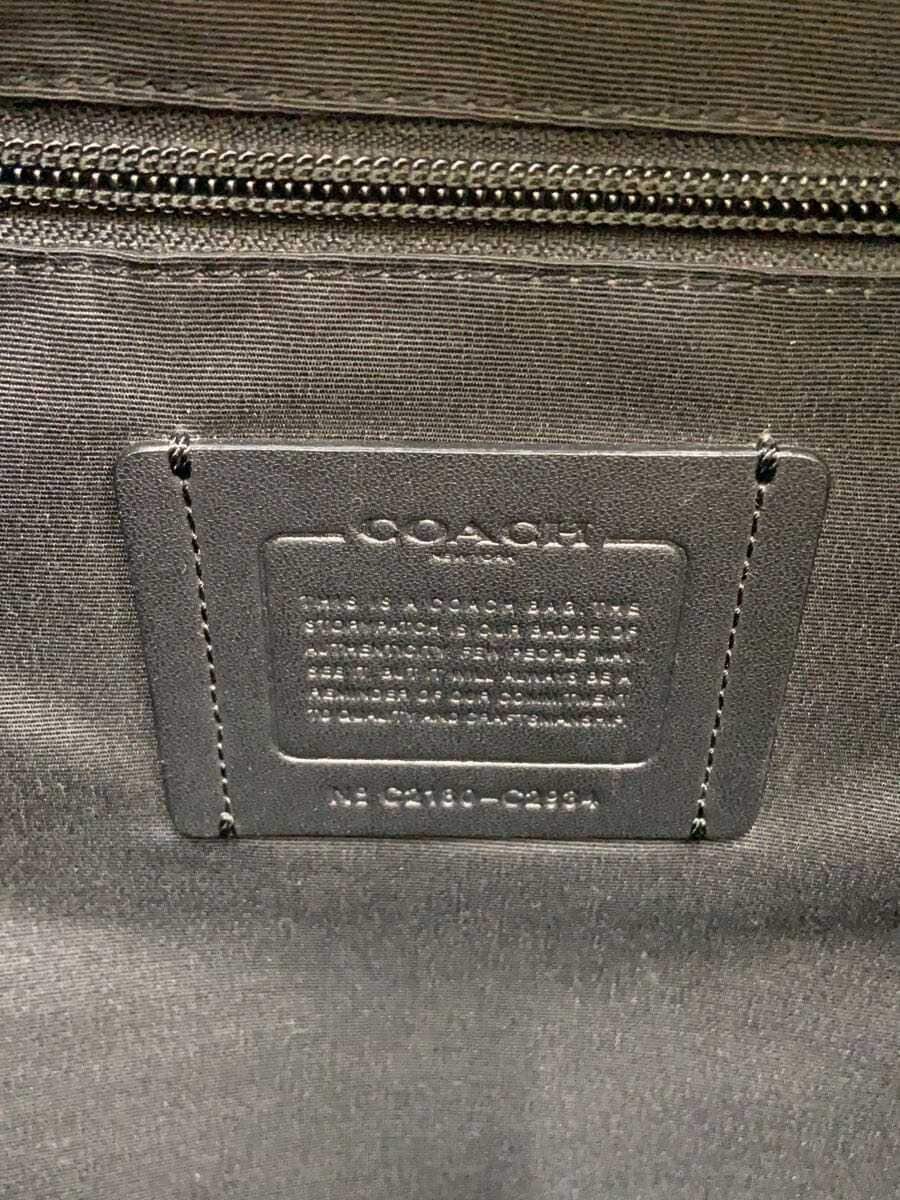 COACH
NEW YORK
THIS IS A COACH BAG. THE
STORYPATCH IS OUR BADGE OF
AUTHENTICITY. FEW PEOPLE MAY
SEE IT BUT IT WILL ALWAYS BE A
REMINDER OF OUR COMMITMENT
TO QUALITY AND CRAFTSMANSHIP.
Nº C2160-C2934